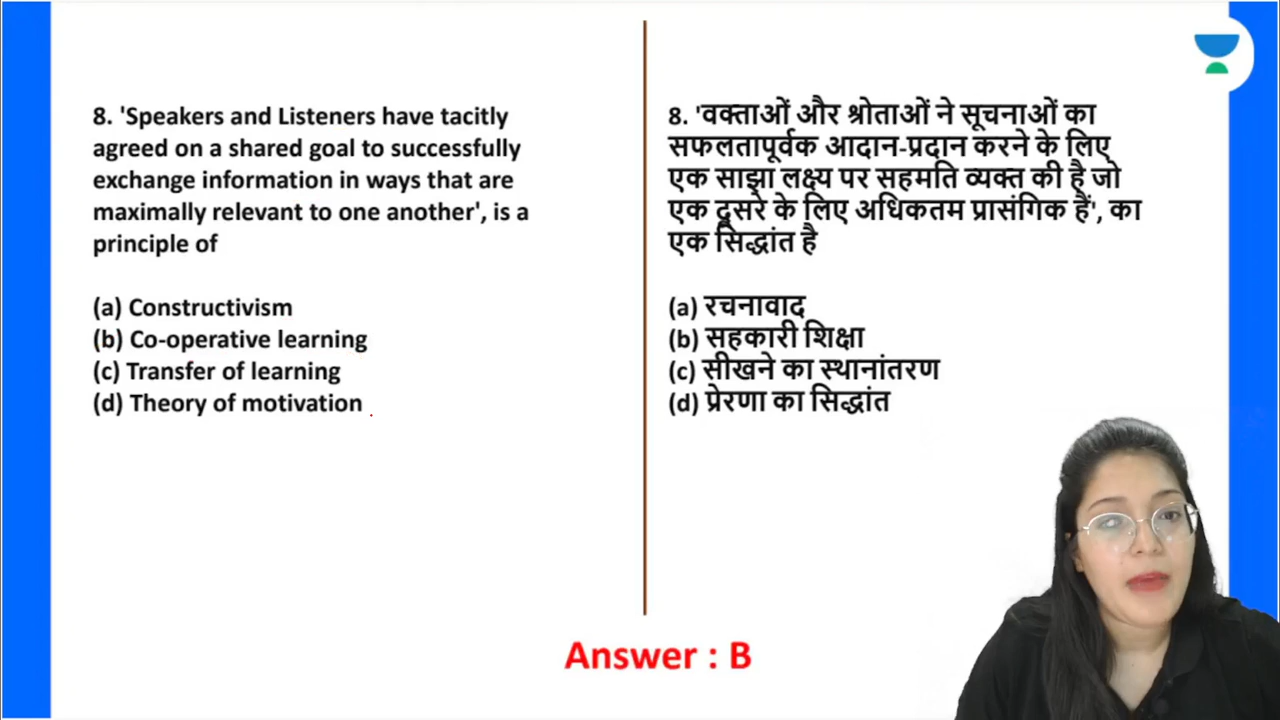 8. 'Speakers and Listeners have tacitly
agreed on a shared goal to successfully
exchange information in ways that are
maximally relevant to one another', is a
principle of
(a) Constructivism
(b) Co-operative learning
(c) Transfer of learning
(d) Theory of motivation
8. 'वक्ताओं और श्रोताओं ने सूचनाओं का
सफलतापूर्वक आदान-प्रदान करने के लिए
एक साझा लक्ष्य पर सहमति व्यक्त की है जो
एक दूसरे के लिए अधिकतम प्रासंगिक हैं', का
एक सिद्धांत है
(a) रचनावाद
(b) सहकारी शिक्षा
(c) सीखने का स्थानांतरण
(d) प्रेरणा का सिद्धांत
Answer : B